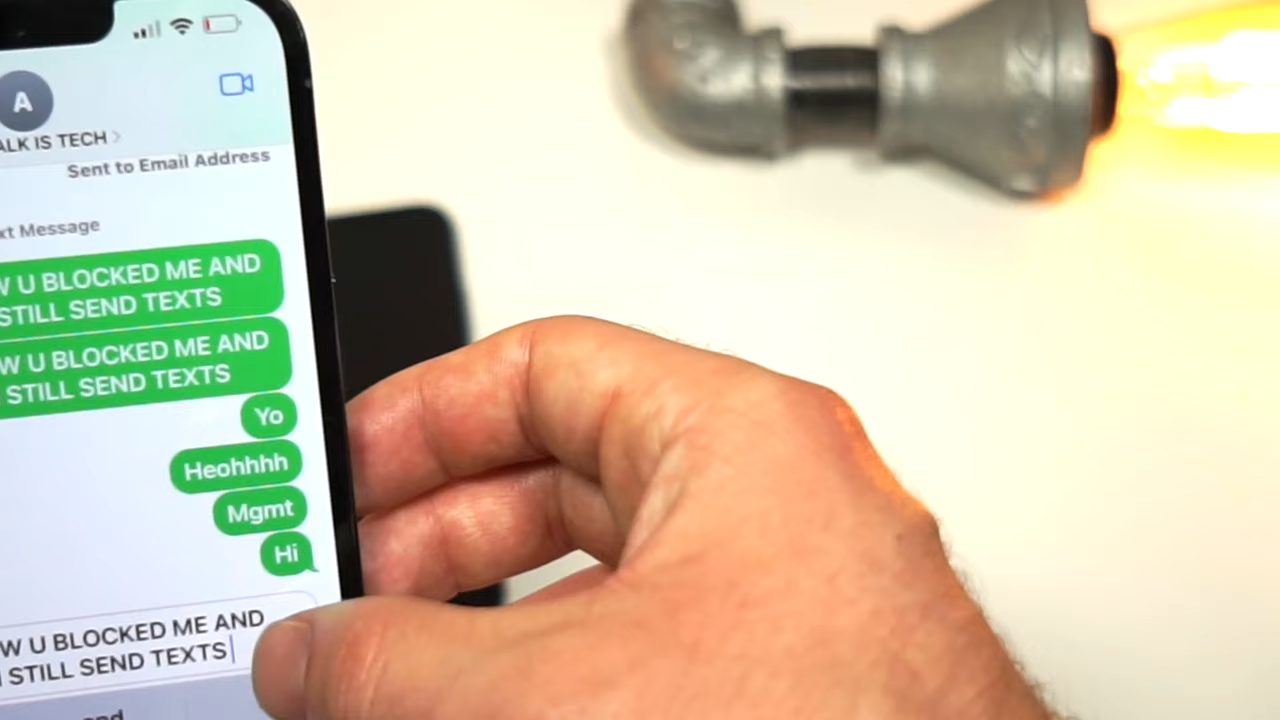 A
ALK IS TECH
Sent to Email Address
xt Message
W U BLOCKED ME AND
STILL SEND TEXTS
W U BLOCKED ME AND
STILL SEND TEXTS
Yo
Heohhhh
Mgmt
Hi
W U BLOCKED ME AND
I STILL SEND TEXTS